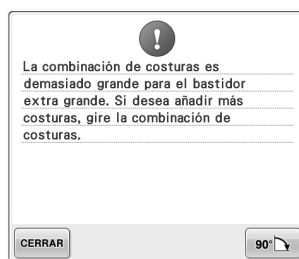 !
La combinación de costuras es
demasiado grande para el bastidor
extra grande. Si desea añadir más
costuras, gire la combinación de
costuras.
CERRAR
90°